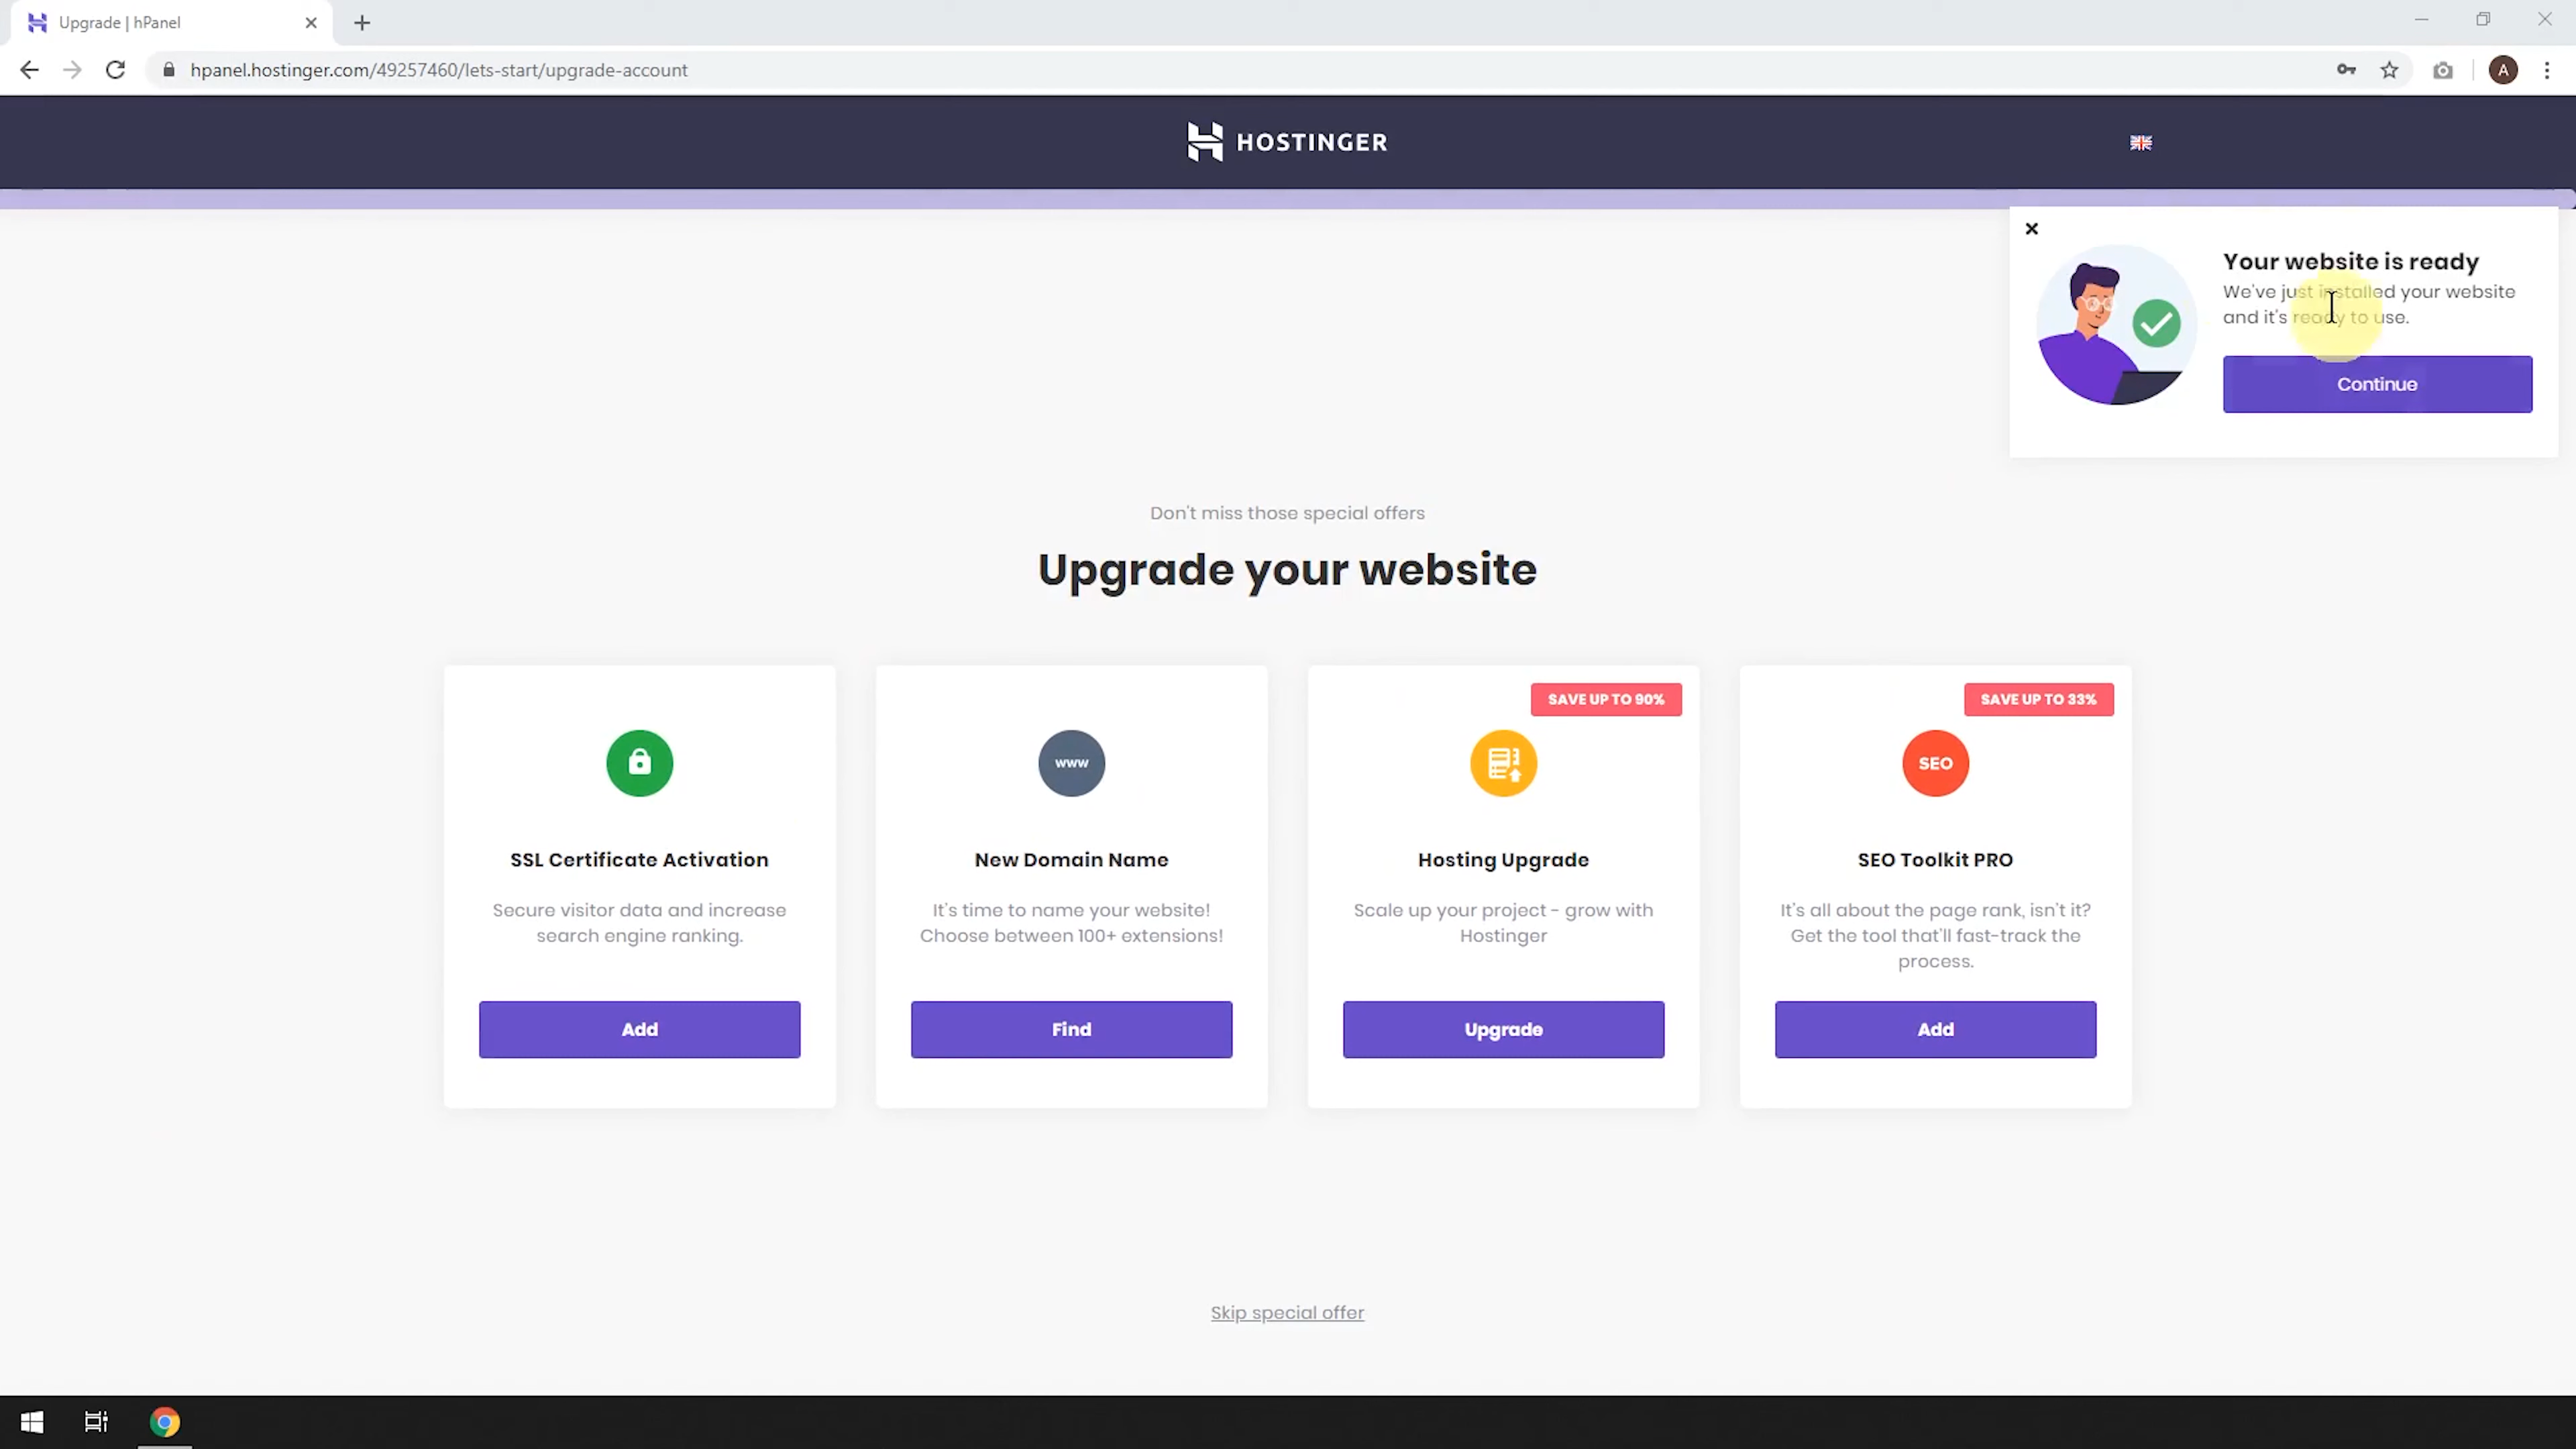 Upgrade | hPanel
hpanel.hostinger.com/49257460/lets-start/upgrade-account
A
HOSTINGER
Your website is ready
We've just installed your website
and it's ready to use.
Continue
Don't miss those special offers
Upgrade your website
SSL Certificate Activation
Secure visitor data and increase
search engine ranking.
Add
www
New Domain Name
It's time to name your website!
Choose between 100+ extensions!
Find
SAVE UP TO 90%
Hosting Upgrade
Scale up your project - grow with
Hostinger
Upgrade
SAVE UP TO 33%
SEO
SEO Toolkit PRO
It's all about the page rank, isn't it?
Get the tool that'll fast-track the
process.
Add
Skip special offer